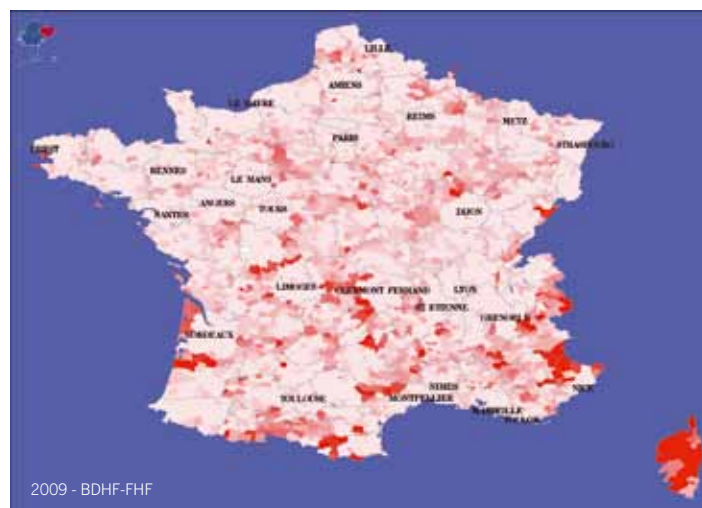 LILLE
AMIENS
LE HAVRE
REIMS
METZ
PARIS
STRASBOURG
BREST
RENNES
LE MANS
ANGERS
TOURS
NANTES
DIJON
LIMOGES
CLERMONT FERRAND
LYON
ST ETIENNE
GRENOBLE
BORDEAUX
NIMES
NICE
TOULOUSE
MONTPELLIER
MARSEILLE
TOULON
2009 - BDHF-FHF